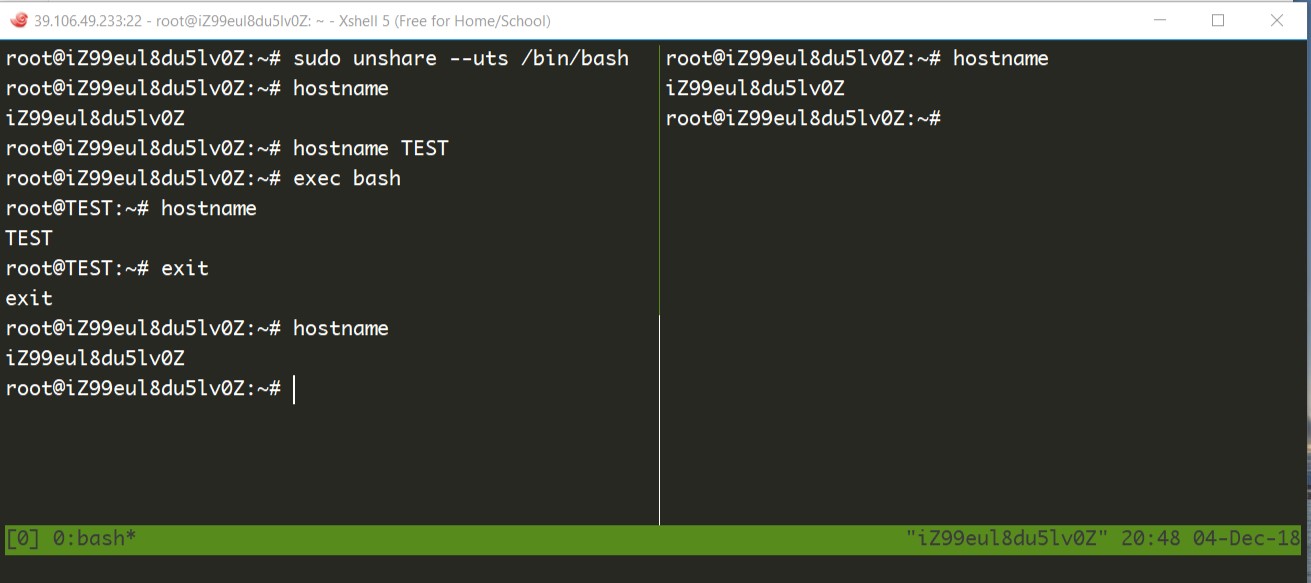 39.106.49.233:22 - root@iZ99eul8du5lv0Z: ~ - Xshell 5 (Free for Home/School)
root@iZ99eul8du5lv0Z:~# sudo unshare --uts /bin/bash
root@iZ99eul8du5lv0Z:~# hostname
iZ99eul8du5lv0Z
root@iZ99eul8du5lv0Z:~# hostname TEST
root@iZ99eul8du5lv0Z:~# exec bash
root@TEST:~# hostname
TEST
root@TEST:~# exit
exit
root@iZ99eul8du5lv0Z:~# hostname
iZ99eul8du5lv0Z
root@iZ99eul8du5lv0Z:~#
root@iZ99eul8du5lv0Z:~# hostname
iZ99eul8du5lv0Z
root@iZ99eul8du5lv0Z:~#
[0] 0:bash* "iZ99eul8du5lv0Z" 20:48 04-Dec-18